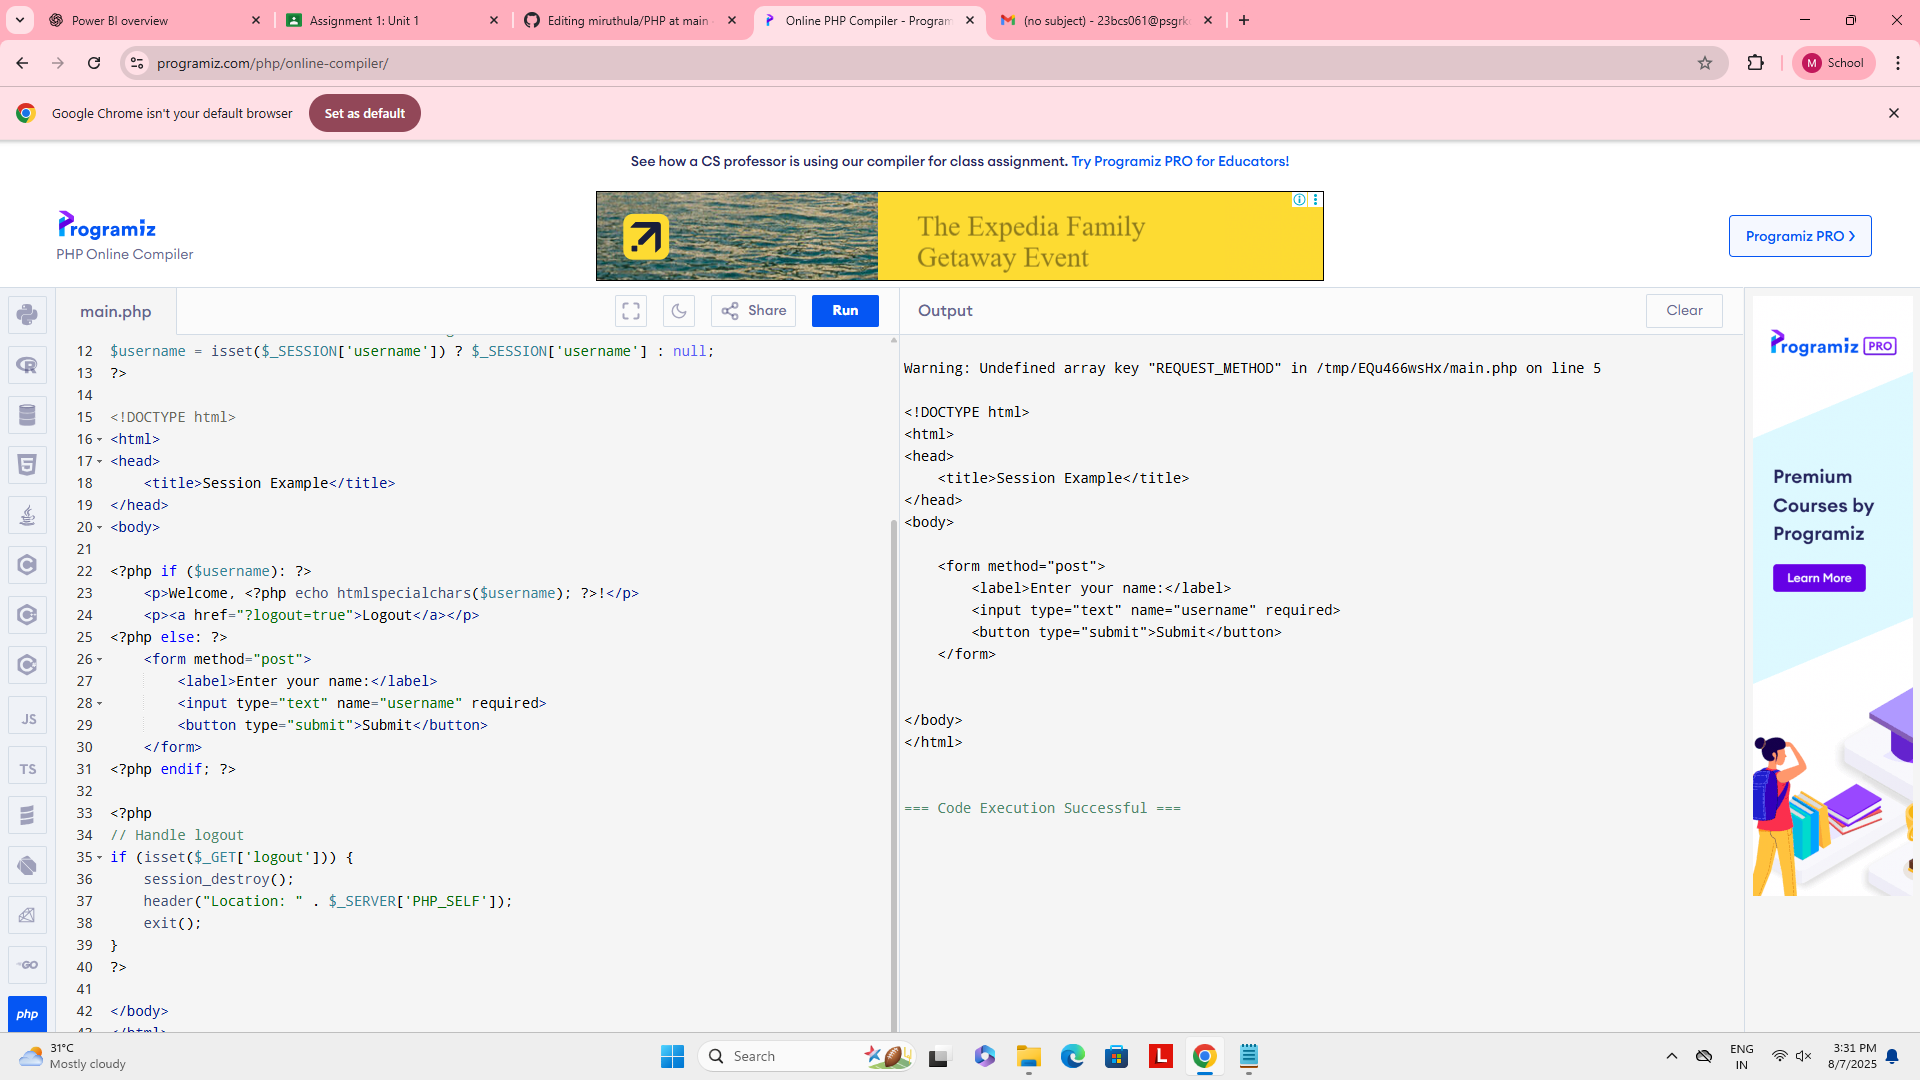 Power BI overview
Assignment 1: Unit 1
Editing miruthula/PHP at main
Online PHP Compiler - Program
(no subject) - 23bcs061@psgrk
programiz.com/php/online-compiler/
M School
Google Chrome isn't your default browser
Set as default
See how a CS professor is using our compiler for class assignment. Try Programiz PRO for Educators!
The Expedia Family
Getaway Event
Programiz
PHP Online Compiler
Programiz PRO
main.php
Share
Run
Output
Clear
12 $username = isset($_SESSION['username']) ? $_SESSION['username'] : null;
13 ?>
14
15 <!DOCTYPE html>
16 <html>
17 <head>
18     <title>Session Example</title>
19 </head>
20 <body>
21
22 <?php if ($username): ?>
23     <p>Welcome, <?php echo htmlspecialchars($username); ?>!</p>
24     <p><a href="?logout=true">Logout</a></p>
25 <?php else: ?>
26     <form method="post">
27         <label>Enter your name:</label>
28         <input type="text" name="username" required>
29         <button type="submit">Submit</button>
30     </form>
31 <?php endif; ?>
32
33 <?php
34 // Handle logout
35 if (isset($_GET['logout'])) {
36     session_destroy();
37     header("Location: " . $_SERVER['PHP_SELF']);
38     exit();
39 }
40 ?>
41
42 </body>
43 </html>
Warning: Undefined array key "REQUEST_METHOD" in /tmp/EQu466wsHx/main.php on line 5
<!DOCTYPE html>
<html>
<head>
    <title>Session Example</title>
</head>
<body>
    <form method="post">
        <label>Enter your name:</label>
        <input type="text" name="username" required>
        <button type="submit">Submit</button>
    </form>
</body>
</html>
=== Code Execution Successful ===
Programiz PRO
Premium
Courses by
Programiz
Learn More
JS
TS
GO
php
31°C
Mostly cloudy
Search
L
ENG
IN
3:31 PM
8/7/2025